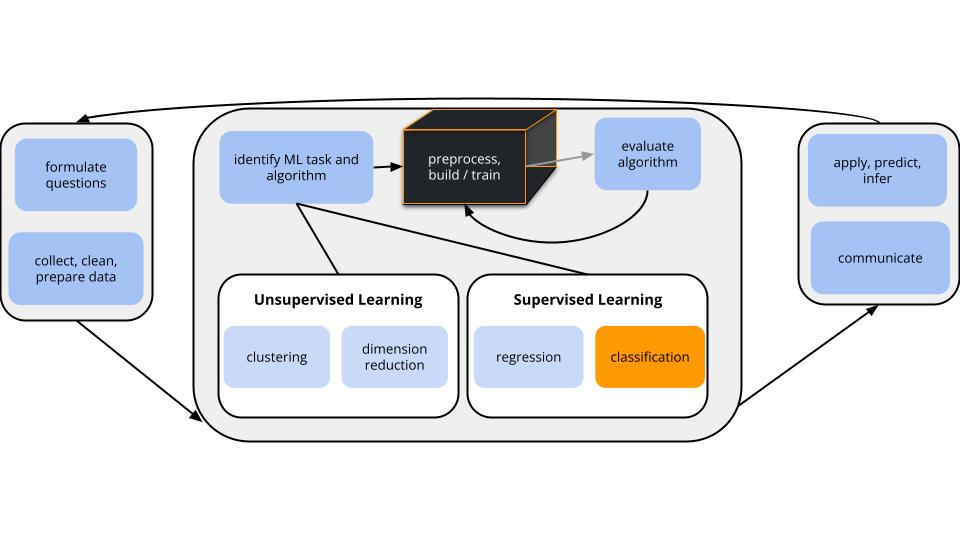 formulate
questions
collect, clean,
prepare data
identify ML task and
algorithm
preprocess,
build / train
evaluate
algorithm
Unsupervised Learning
clustering
dimension
reduction
Supervised Learning
regression
classification
apply, predict,
infer
communicate